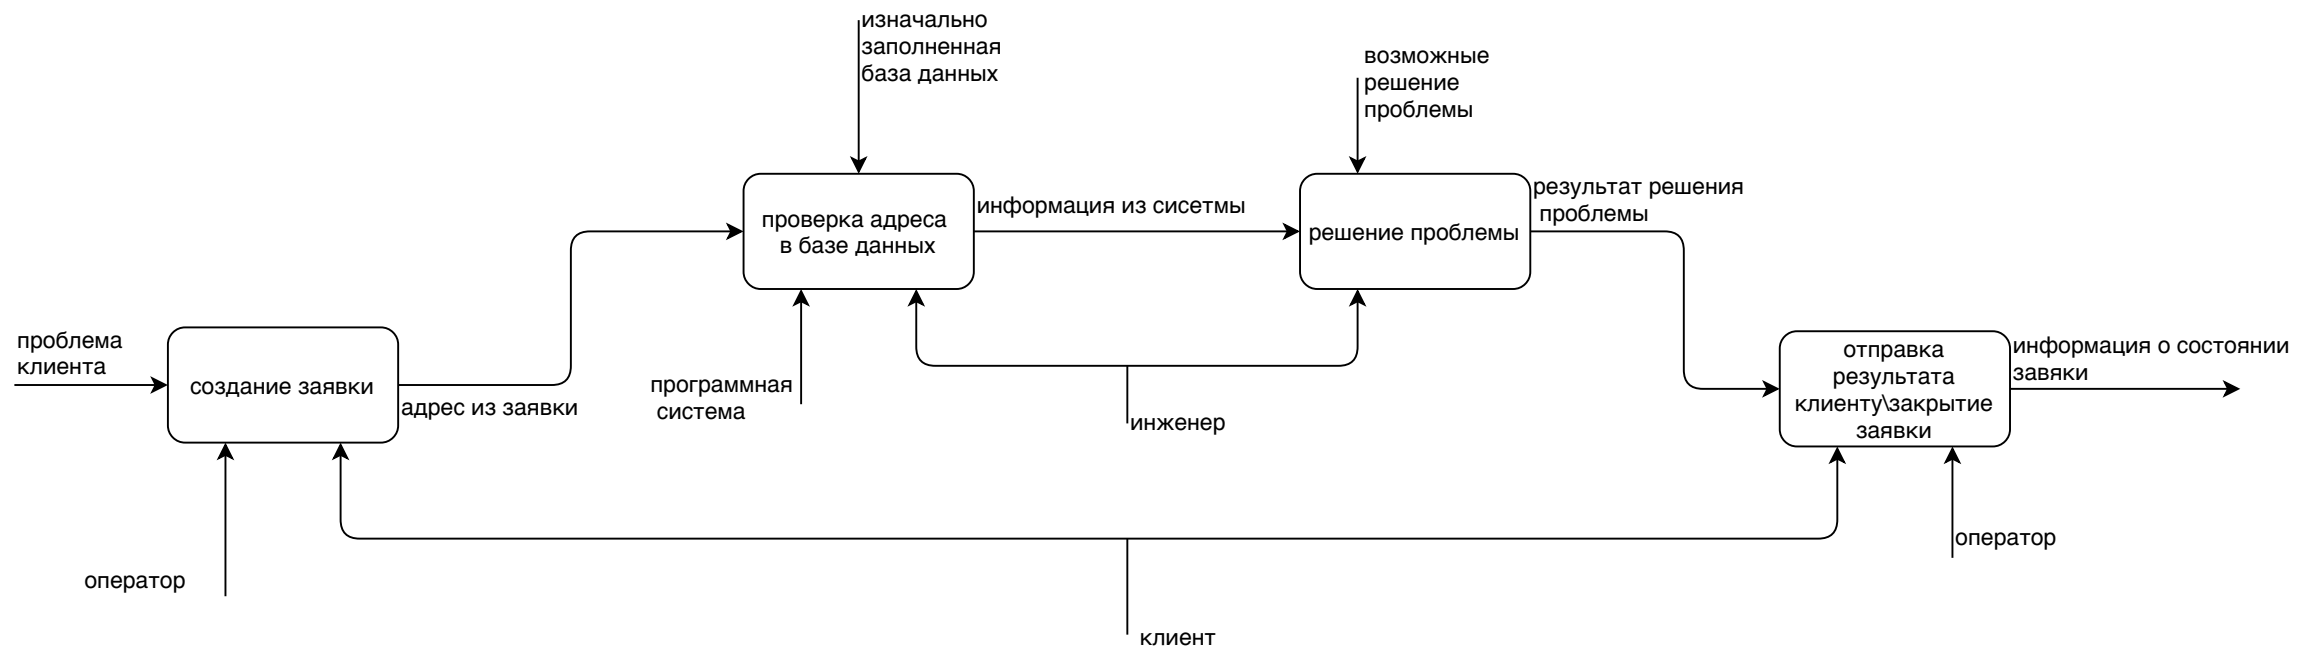 изначально
заполненная
база данных
возможные
решение
проблемы
проверка адреса
в базе данных
информация из сисетмы
решение проблемы
результат решения
проблемы
проблема
клиента
создание заявки
адрес из заявки
программная
система
инженер
отправка
результата
клиенту\закрытие
заявки
информация о состоянии
завяки
оператор
оператор
клиент